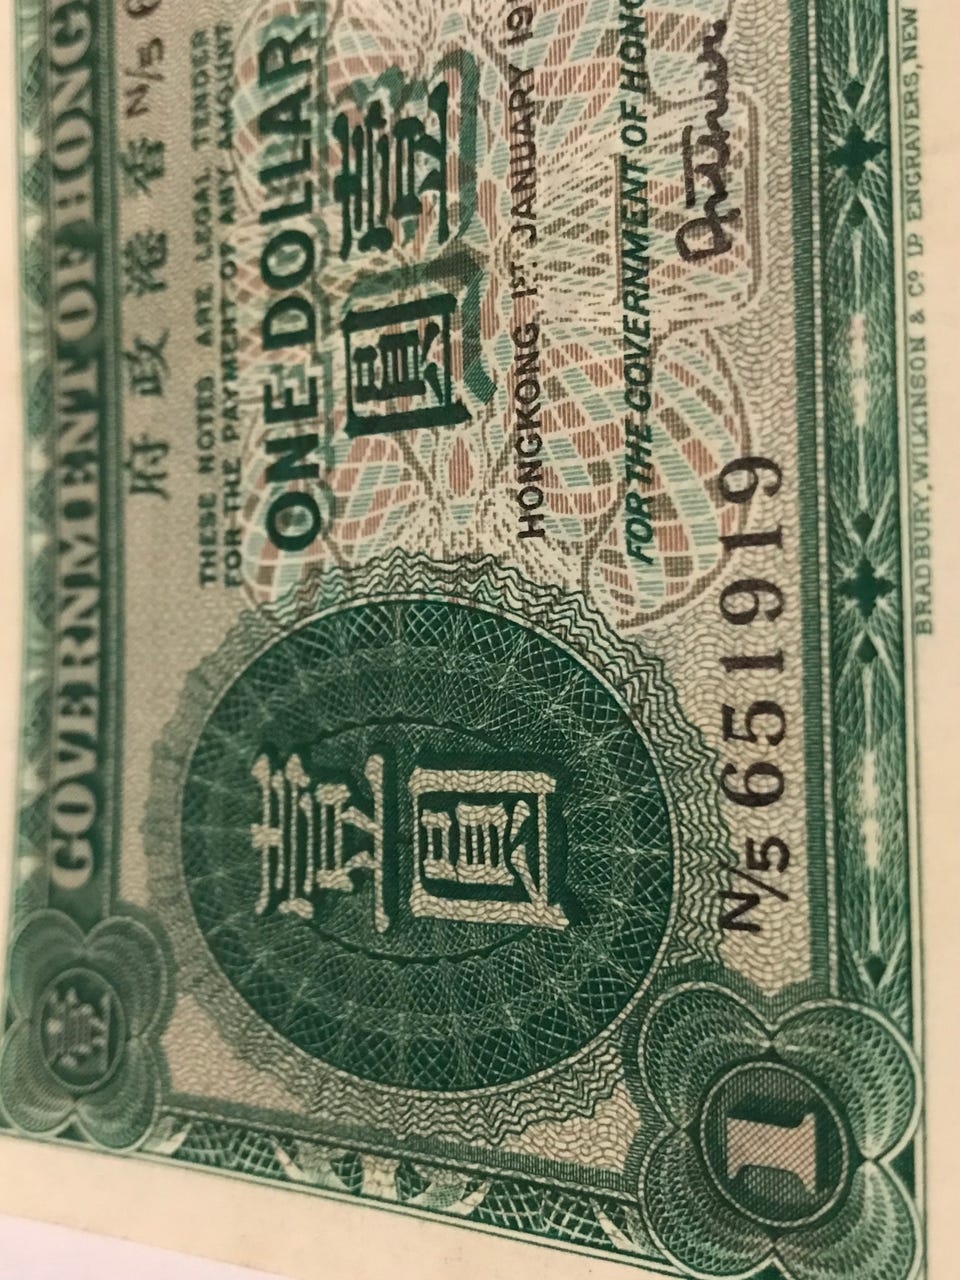 GOVERNMENT OF HONG
壹
府政港香 N/5
THESE NOTES ARE LEGAL TENDER
FOR THE PAYMENT OF ANY AMOUNT
ONE DOLLAR
圓壹
壹
圓
HONGKONG 1ST. JANUARY 19
FOR THE GOVERNMENT OF HONG
N/5 651919
1
BRADBURY, WILKINSON & Co. LD. ENGRAVERS, NEW